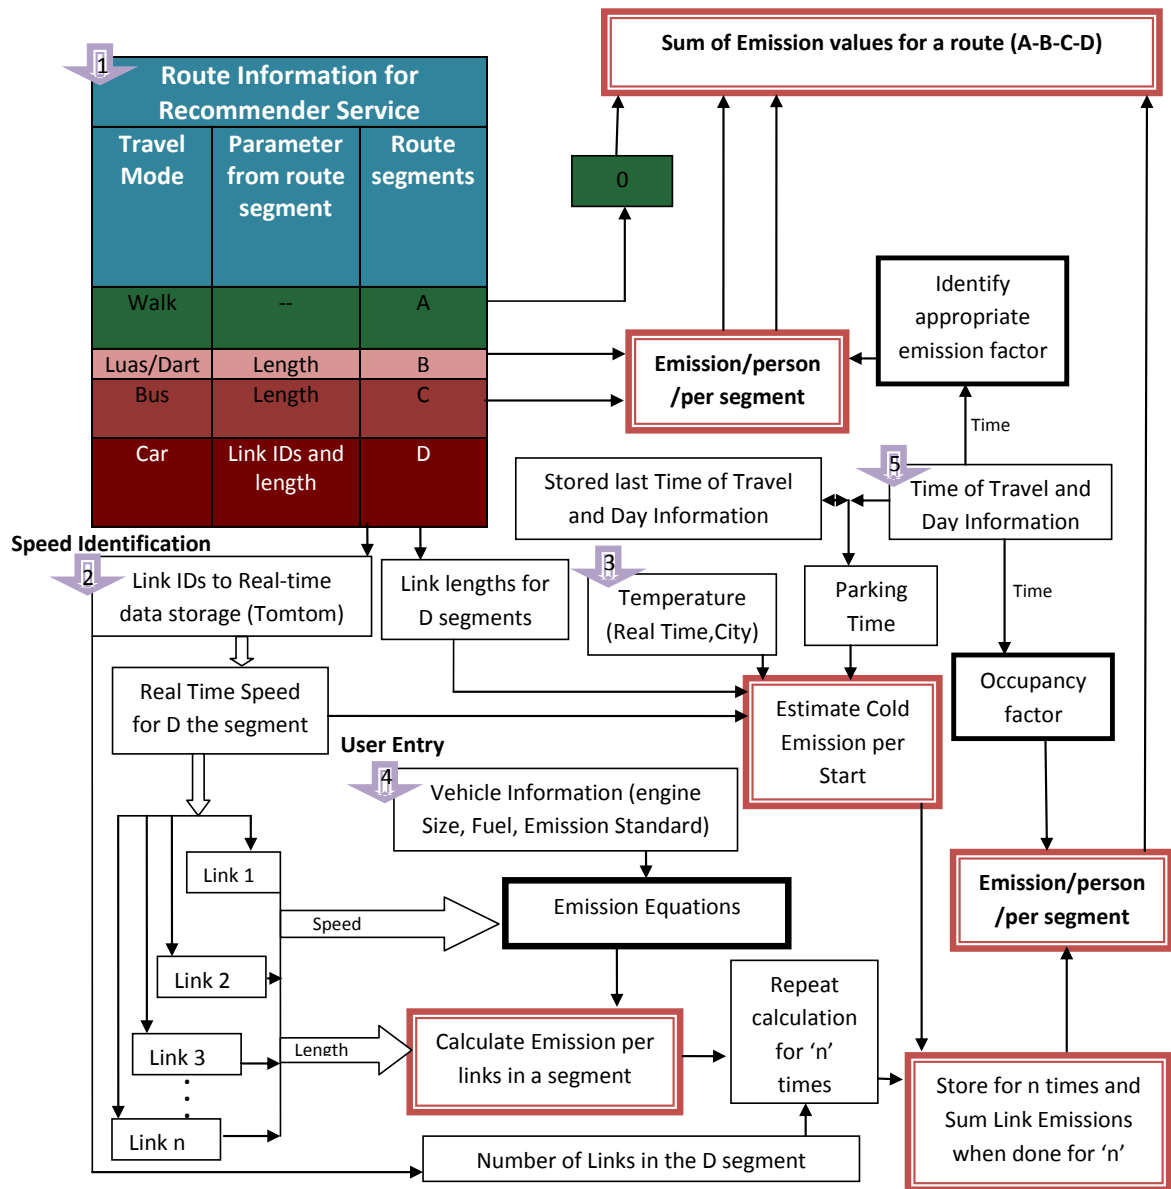 Sum of Emission values for a route (A-B-C-D)
1
Route Information for
Recommender Service
Travel
Mode
Parameter
from route
segment
Route
segments
0
Walk
--
A
Luas/Dart
Length
B
Bus
Length
C
Car
Link IDs and
length
D
Identify
appropriate
emission factor
Emission/person
/per segment
Time
Stored last Time of Travel
and Day Information
5
Time of Travel and
Day Information
Speed Identification
2
Link IDs to Real-time
data storage (Tomtom)
Link lengths for
D segments
3
Temperature
(Real Time,City)
Parking
Time
Time
Real Time Speed
for D the segment
Estimate Cold
Emission per
Start
Occupancy
factor
User Entry
4
Vehicle Information (engine
Size, Fuel, Emission Standard)
Link 1
Speed
Emission Equations
Emission/person
/per segment
Link 2
Link 3
Length
Calculate Emission per
links in a segment
Repeat
calculation
for ‘n’
times
Link n
Store for n times and
Sum Link Emissions
when done for ‘n’
Number of Links in the D segment